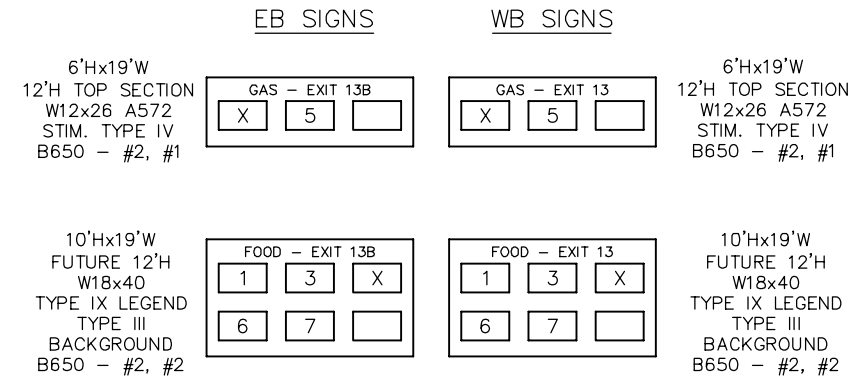 EB SIGNS
WB SIGNS
6'Hx19'W
12'H TOP SECTION
W12x26 A572
STIM. TYPE IV
B650 – #2, #1
GAS – EXIT 13B
X 5
GAS – EXIT 13
X 5
6'Hx19'W
12'H TOP SECTION
W12x26 A572
STIM. TYPE IV
B650 – #2, #1
10'Hx19'W
FUTURE 12'H
W18x40
TYPE IX LEGEND
TYPE III
BACKGROUND
B650 – #2, #2
FOOD – EXIT 13B
1 3 X
6 7
FOOD – EXIT 13
1 3 X
6 7
10'Hx19'W
FUTURE 12'H
W18x40
TYPE IX LEGEND
TYPE III
BACKGROUND
B650 – #2, #2